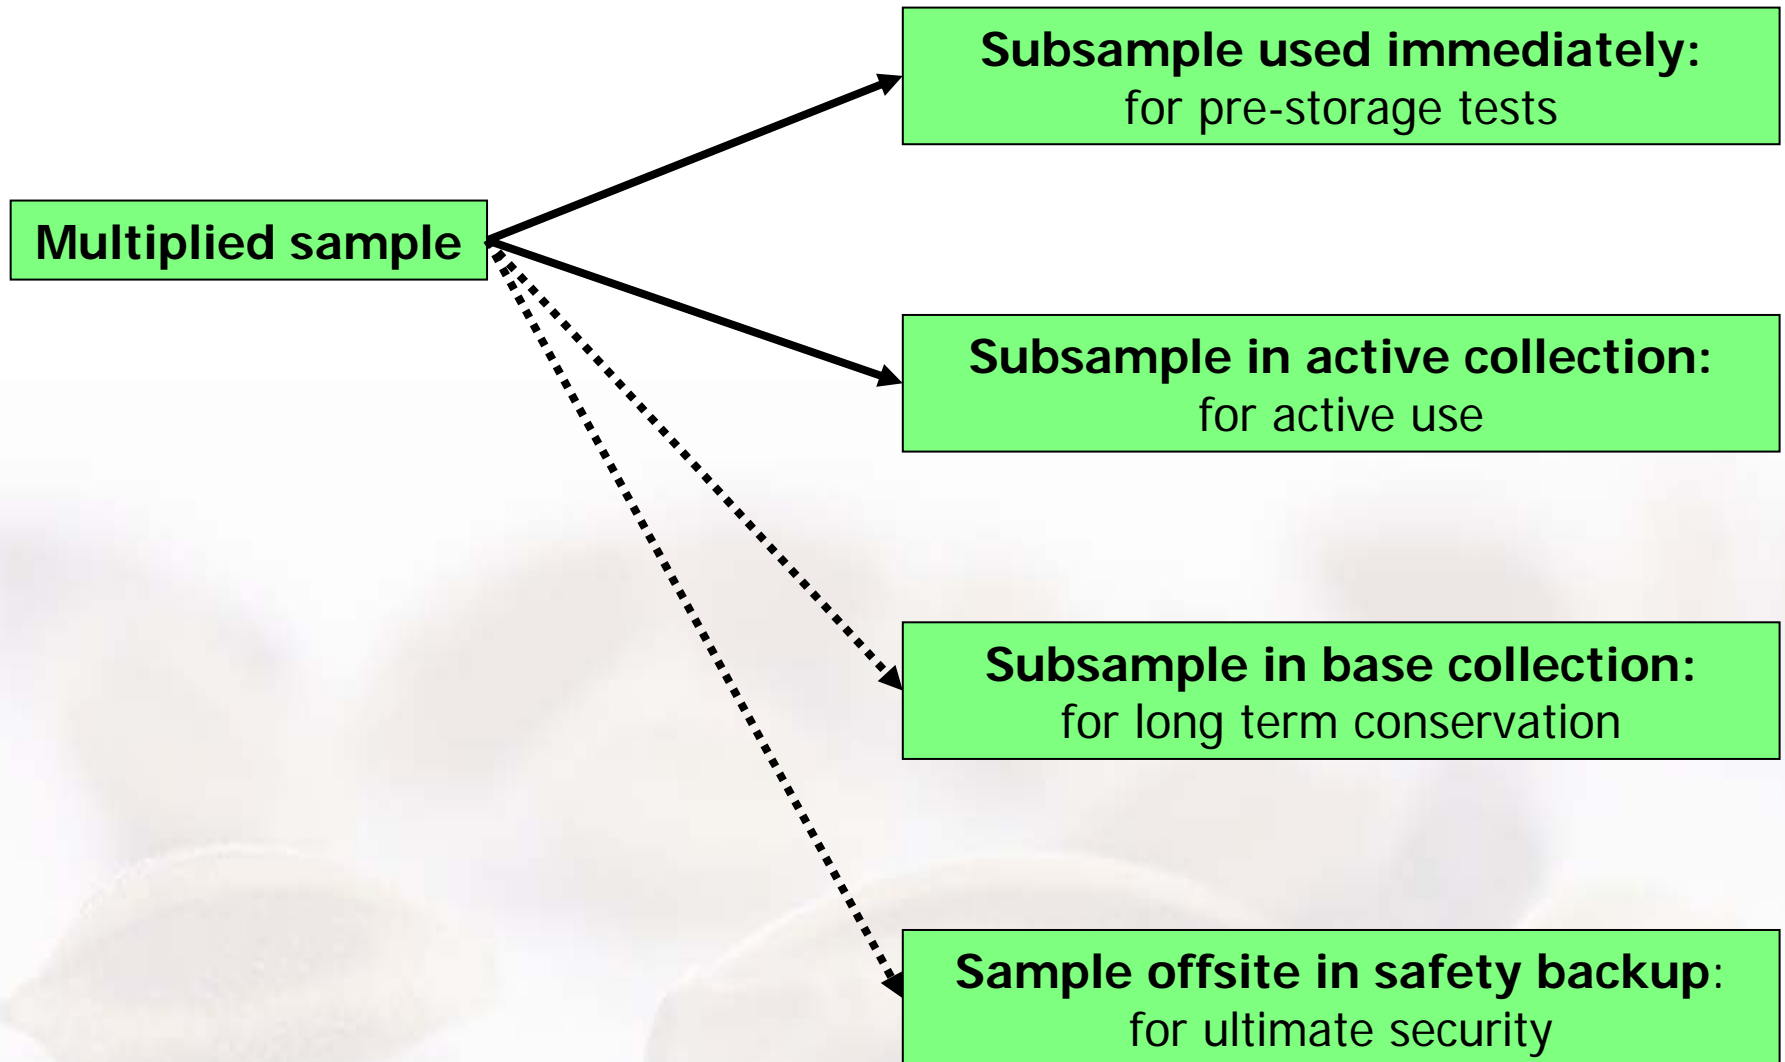 Subsample used immediately:
for pre-storage tests
Multiplied sample
Subsample in active collection:
for active use
Subsample in base collection:
for long term conservation
Sample offsite in safety backup:
for ultimate security